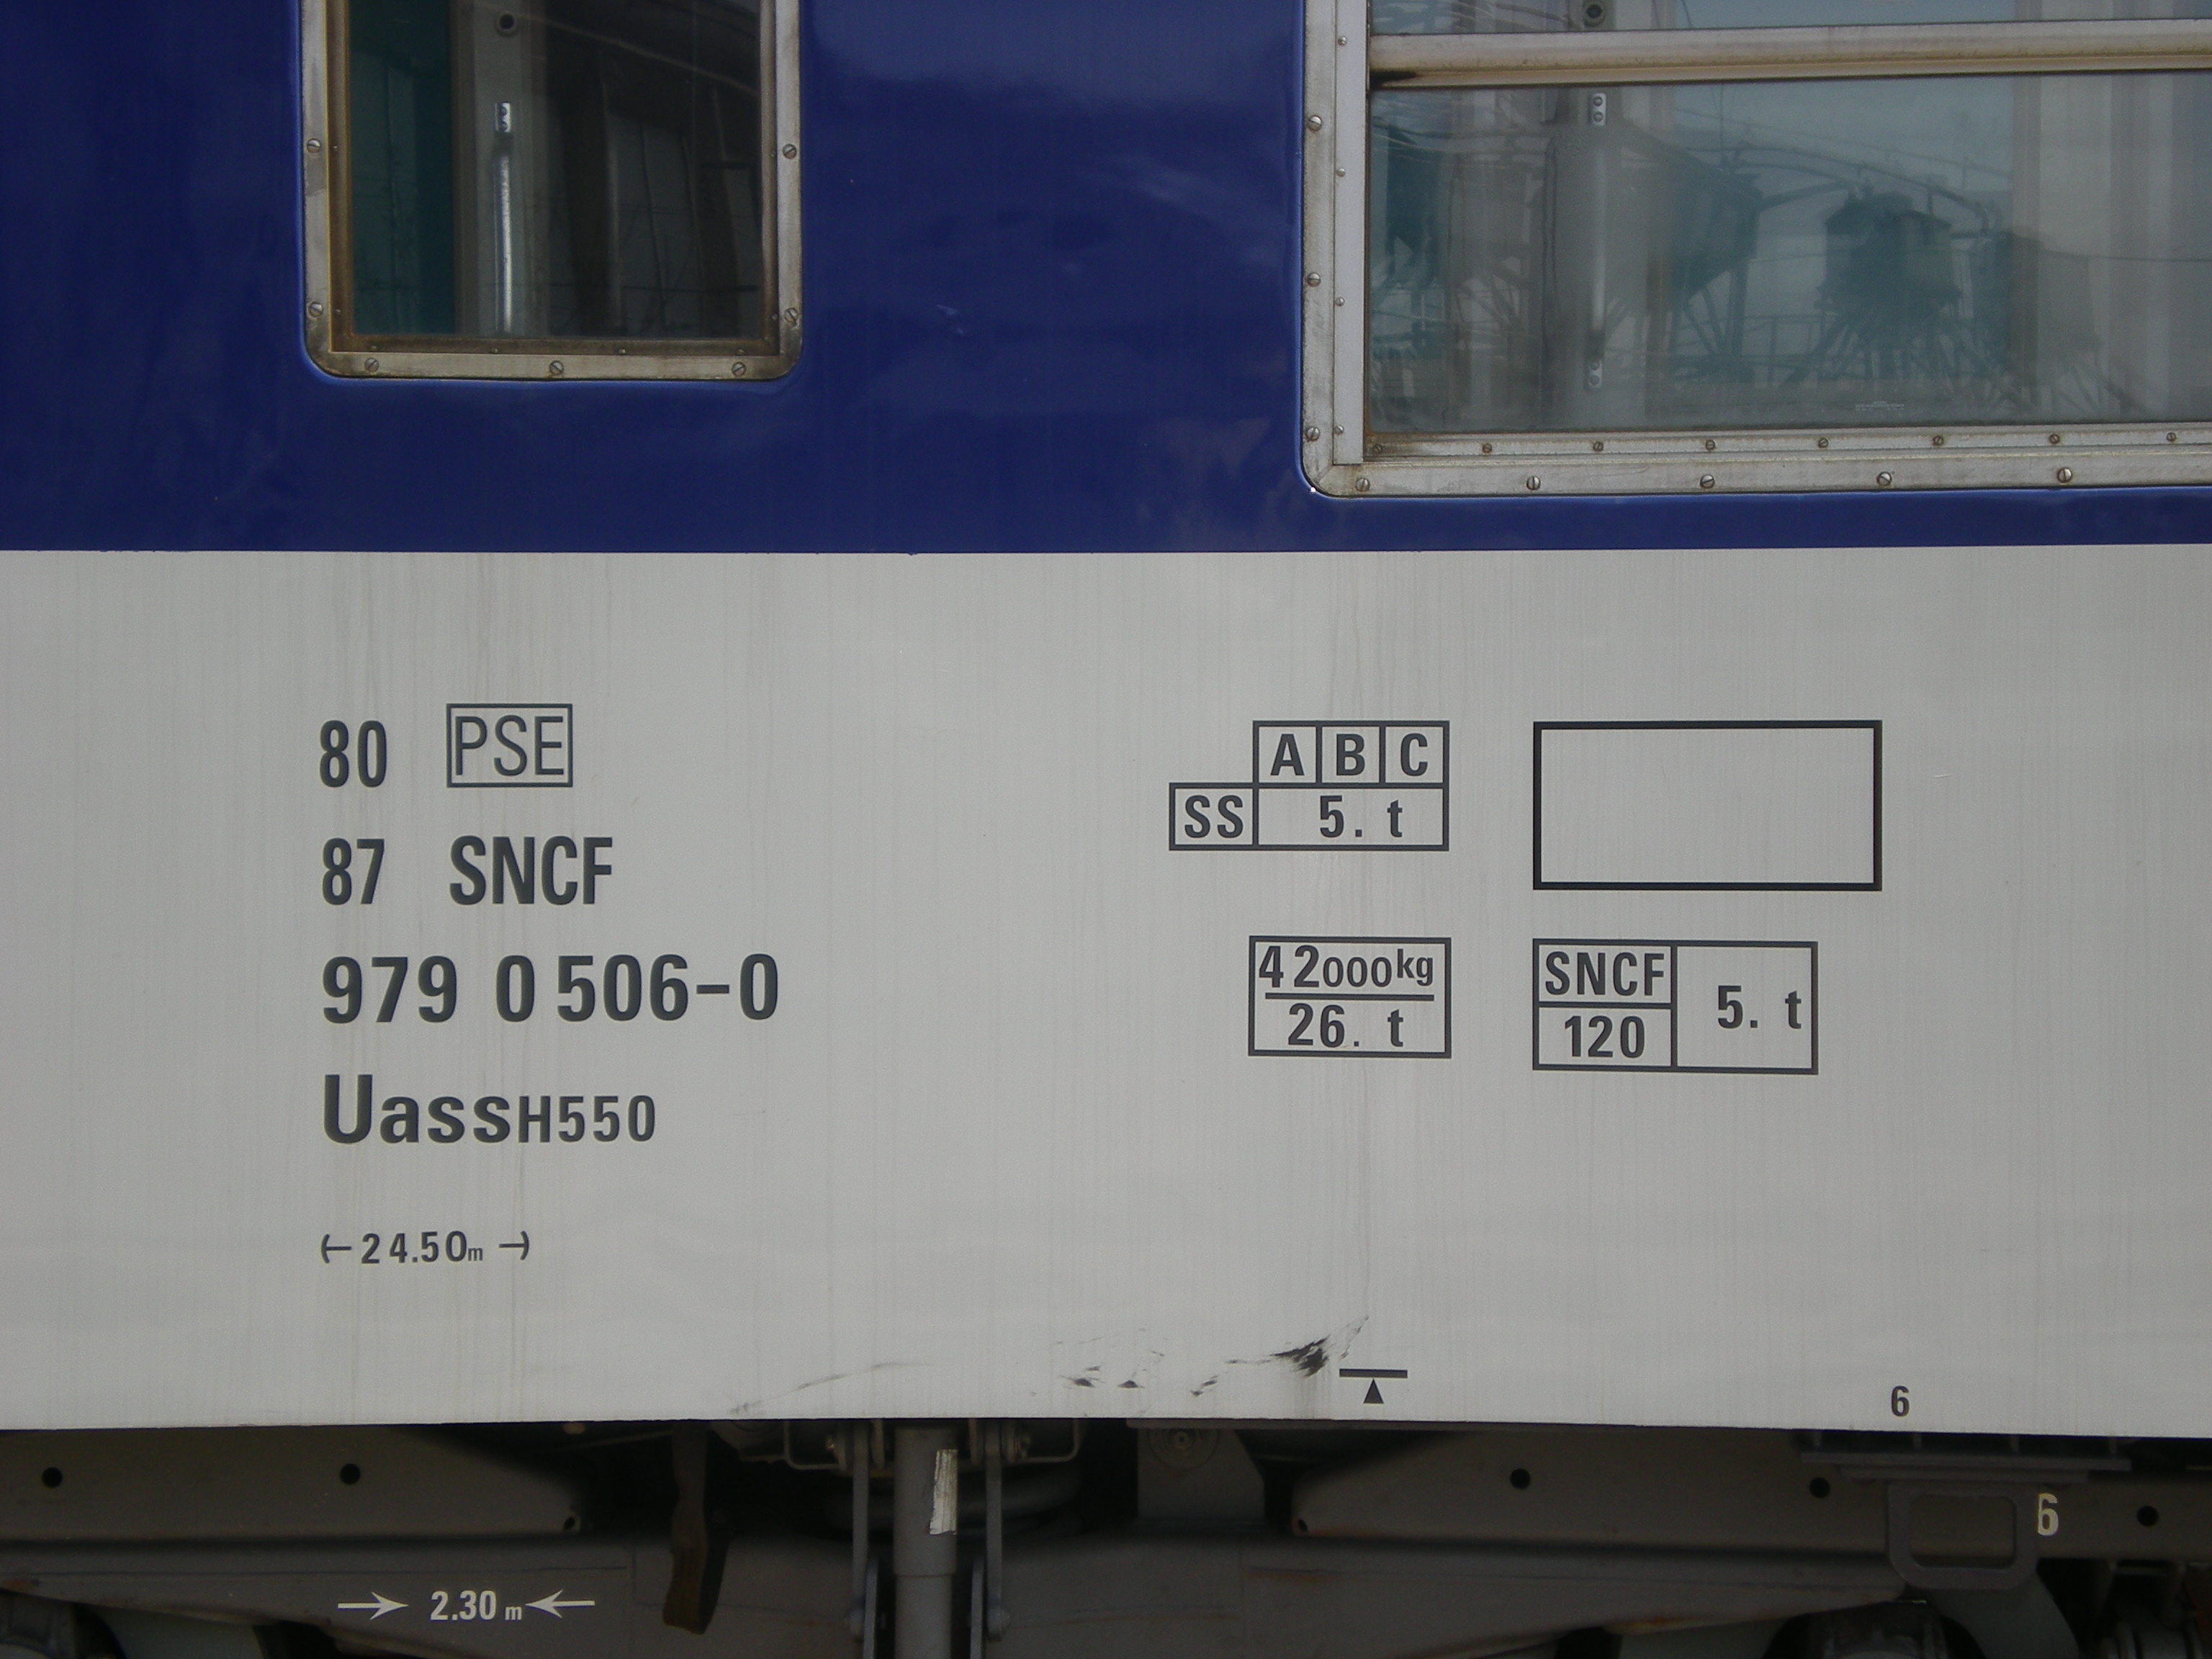 80 PSE
87 SNCF
979 0 506-0
UassH550
24.50m
A B C
SS 5. t
42000kg
26. t
SNCF
120
5. t
6
6
2.30 m